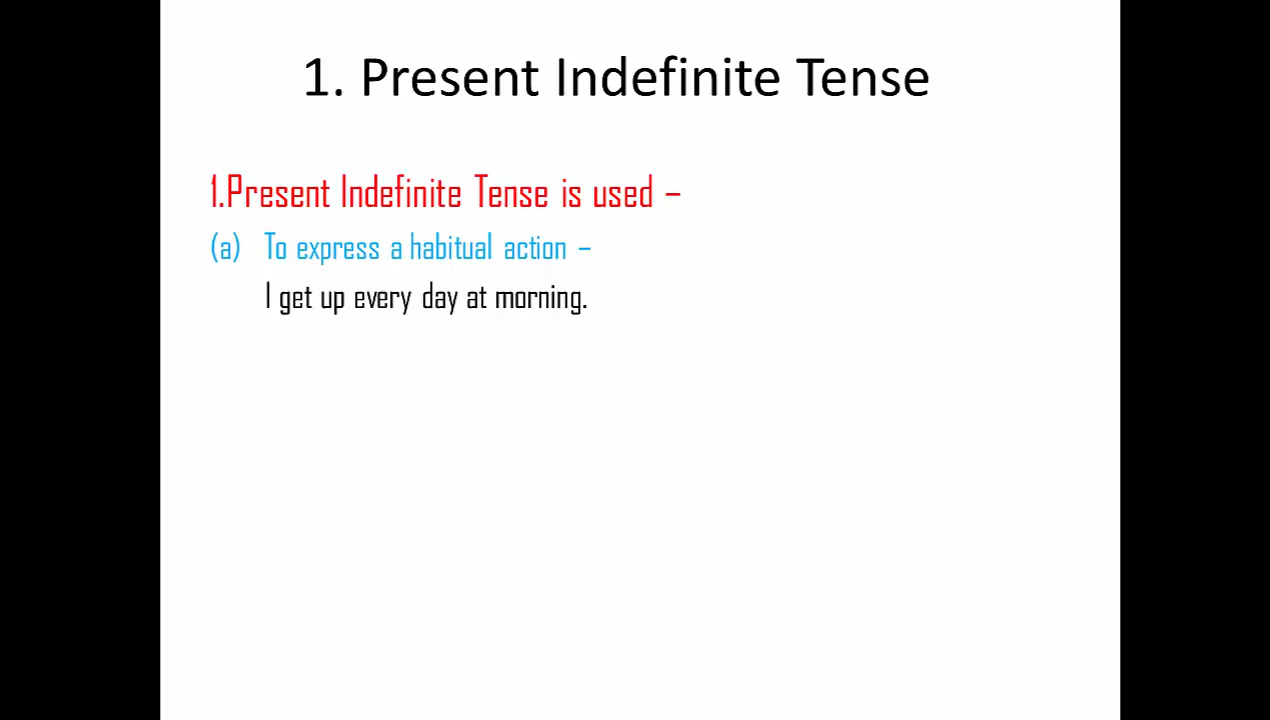 1. Present Indefinite Tense
1.Present Indefinite Tense is used –
(a) To express a habitual action –
I get up every day at morning.